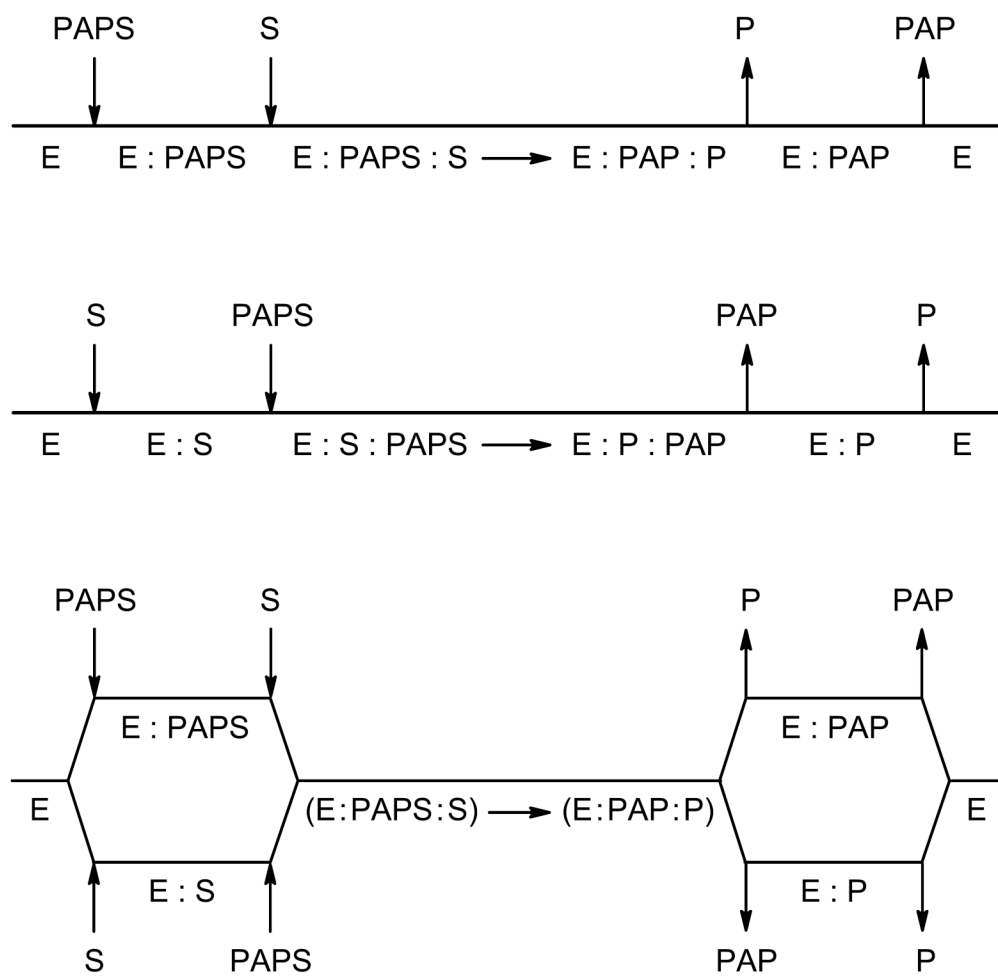 PAPS S P PAP
E E : PAPS E : PAPS : S E : PAP : P E : PAP E
S PAPS PAP P
E E : S E : S : PAPS E : P : PAP E : P E
PAPS S P PAP
E : PAPS E : PAP
E (E:PAPS:S) (E:PAP:P) E
E : S E : P
S PAPS PAP P